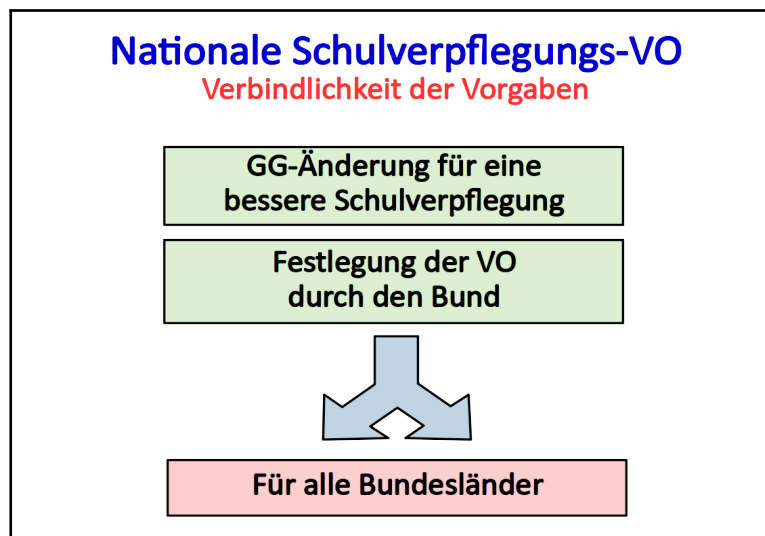 Nationale Schulverpflegungs-VO
Verbindlichkeit der Vorgaben
GG-Änderung für eine
bessere Schulverpflegung
Festlegung der VO
durch den Bund
Für alle Bundesländer